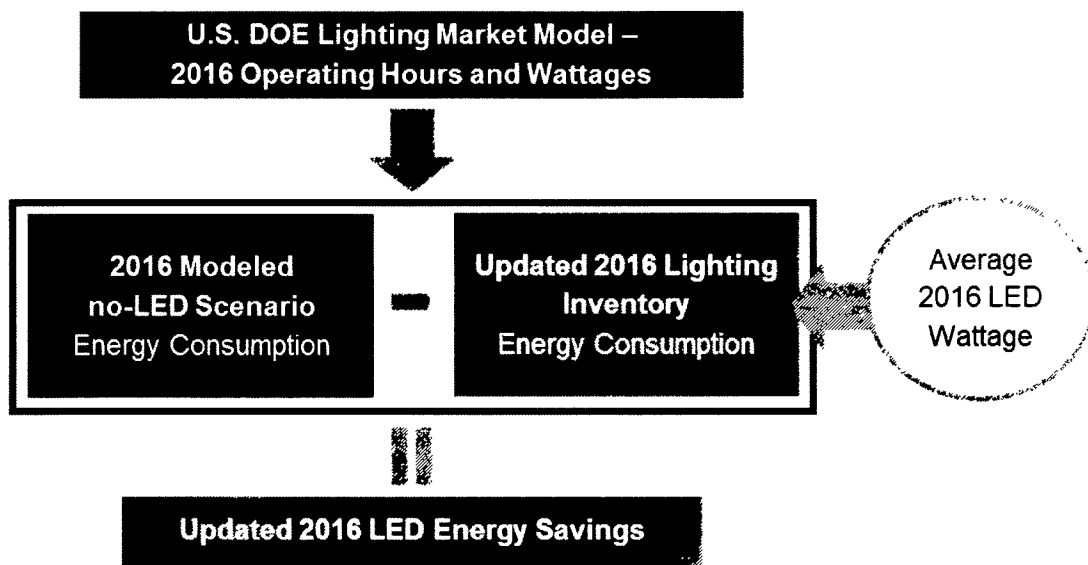 U.S. DOE Lighting Market Model –
2016 Operating Hours and Wattages
2016 Modeled
no-LED Scenario
Energy Consumption
Updated 2016 Lighting
Inventory
Energy Consumption
Average
2016 LED
Wattage
Updated 2016 LED Energy Savings